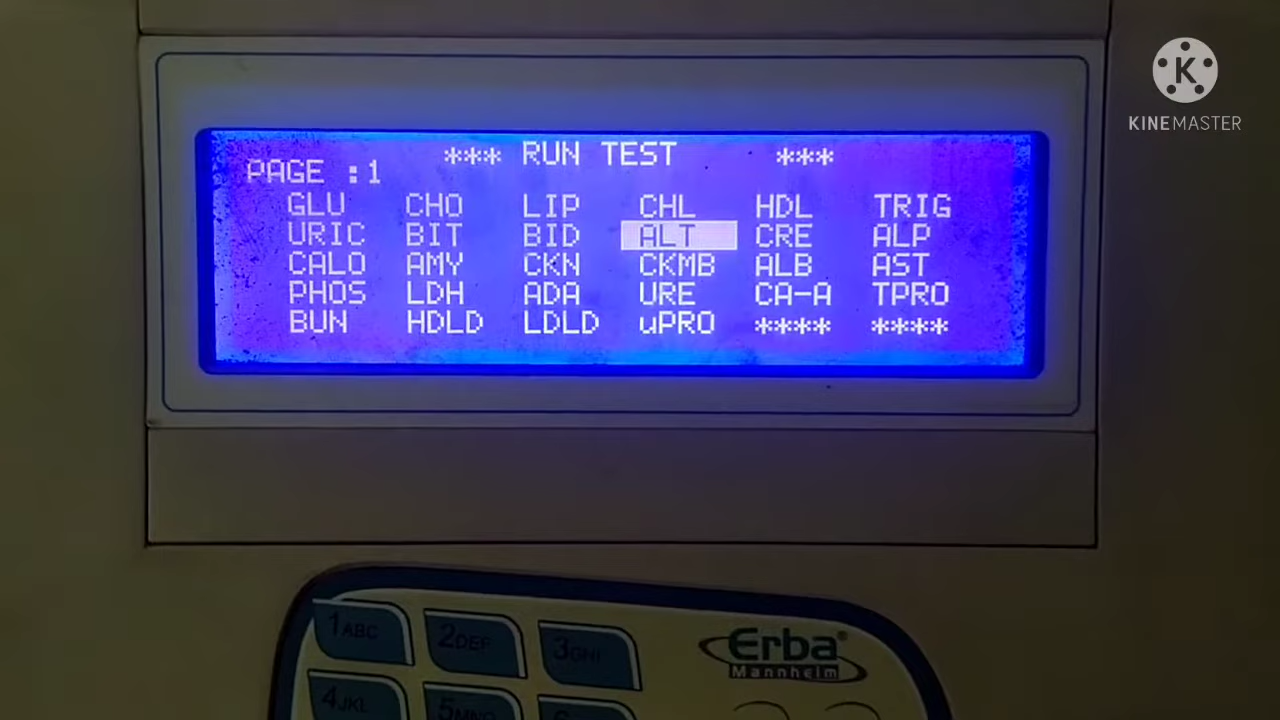 *** RUN TEST ***
PAGE :1
GLU CHO LIP CHL HDL TRIG
URIC BIT BID ALT CRE ALP
CALO AMY CKN CKMB ALB AST
PHOS LDH ADA URE CA-A TPRO
BUN HDLD LDLD uPRO **** ****
KINEMASTER
1ABC 2DEF 3GHI
4JKL 5MNO
Erba®
Mannheim